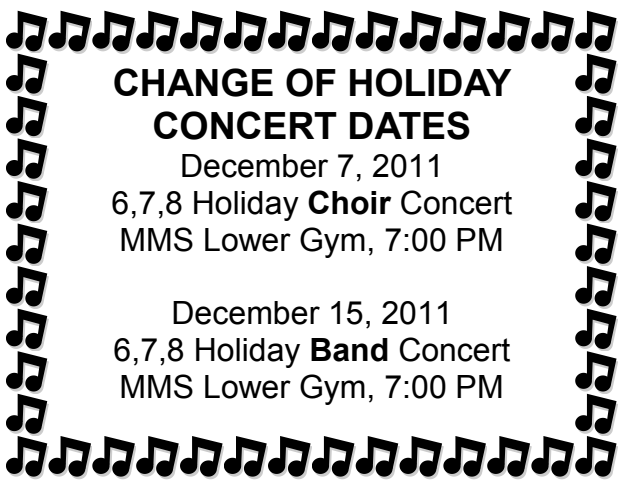 CHANGE OF HOLIDAY
CONCERT DATES
December 7, 2011
6,7,8 Holiday Choir Concert
MMS Lower Gym, 7:00 PM
December 15, 2011
6,7,8 Holiday Band Concert
MMS Lower Gym, 7:00 PM